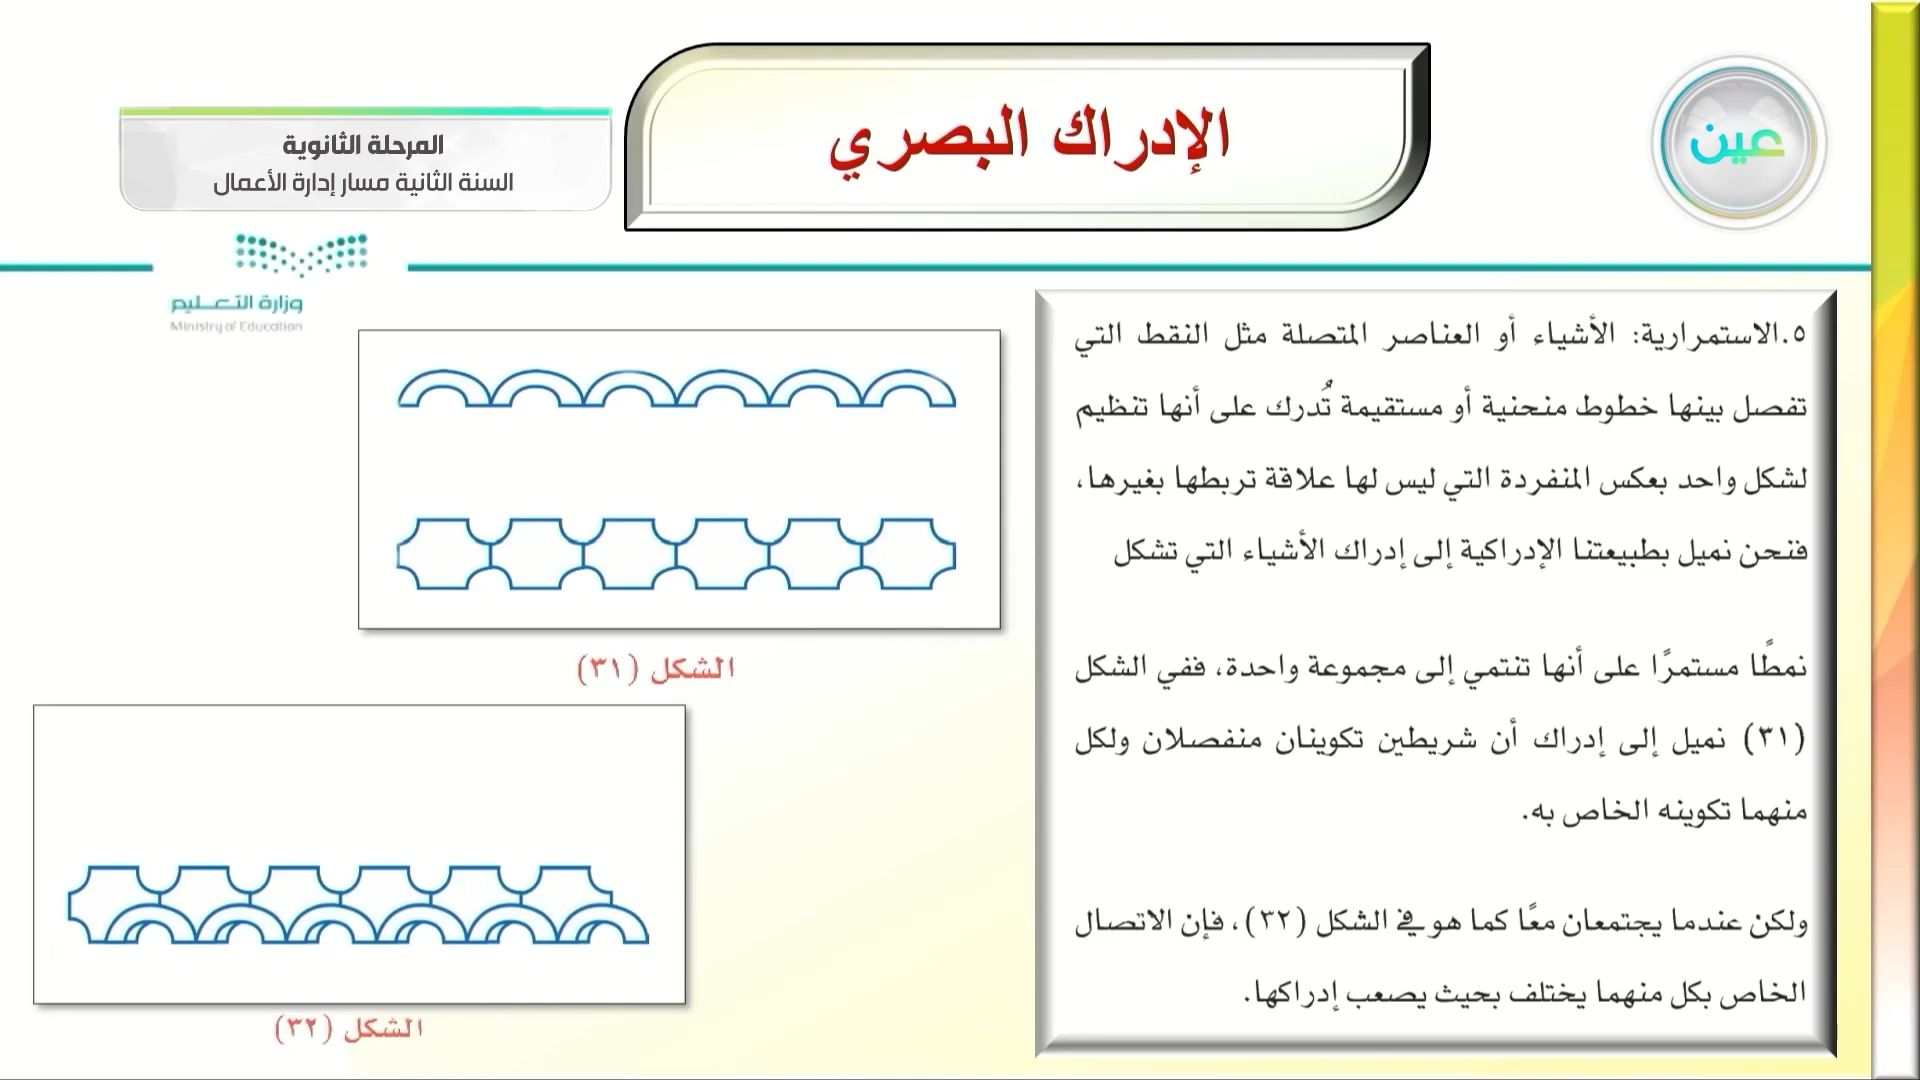 الإدراك البصري
عين
المرحلة الثانوية
السنة الثانية مسار إدارة الأعمال
وزارة التعليم
Ministry of Education
٥.الاستمرارية: الأشياء أو العناصر المتصلة مثل النقط التي
تفصل بينها خطوط منحنية أو مستقيمة تُدرك على أنها تنظيم
لشكل واحد بعكس المنفردة التي ليس لها علاقة تربطها بغيرها،
فنحن نميل بطبيعتنا الإدراكية إلى إدراك الأشياء التي تشكل
نمطًا مستمرًا على أنها تنتمي إلى مجموعة واحدة، ففي الشكل
(٣١) نميل إلى إدراك أن شريطين تكوينان منفصلان ولكل
منهما تكوينه الخاص به.
ولكن عندما يجتمعان معًا كما هو في الشكل (٣٢)، فإن الاتصال
الخاص بكل منهما يختلف بحيث يصعب إدراكها.
الشكل (٣١)
الشكل (٣٢)